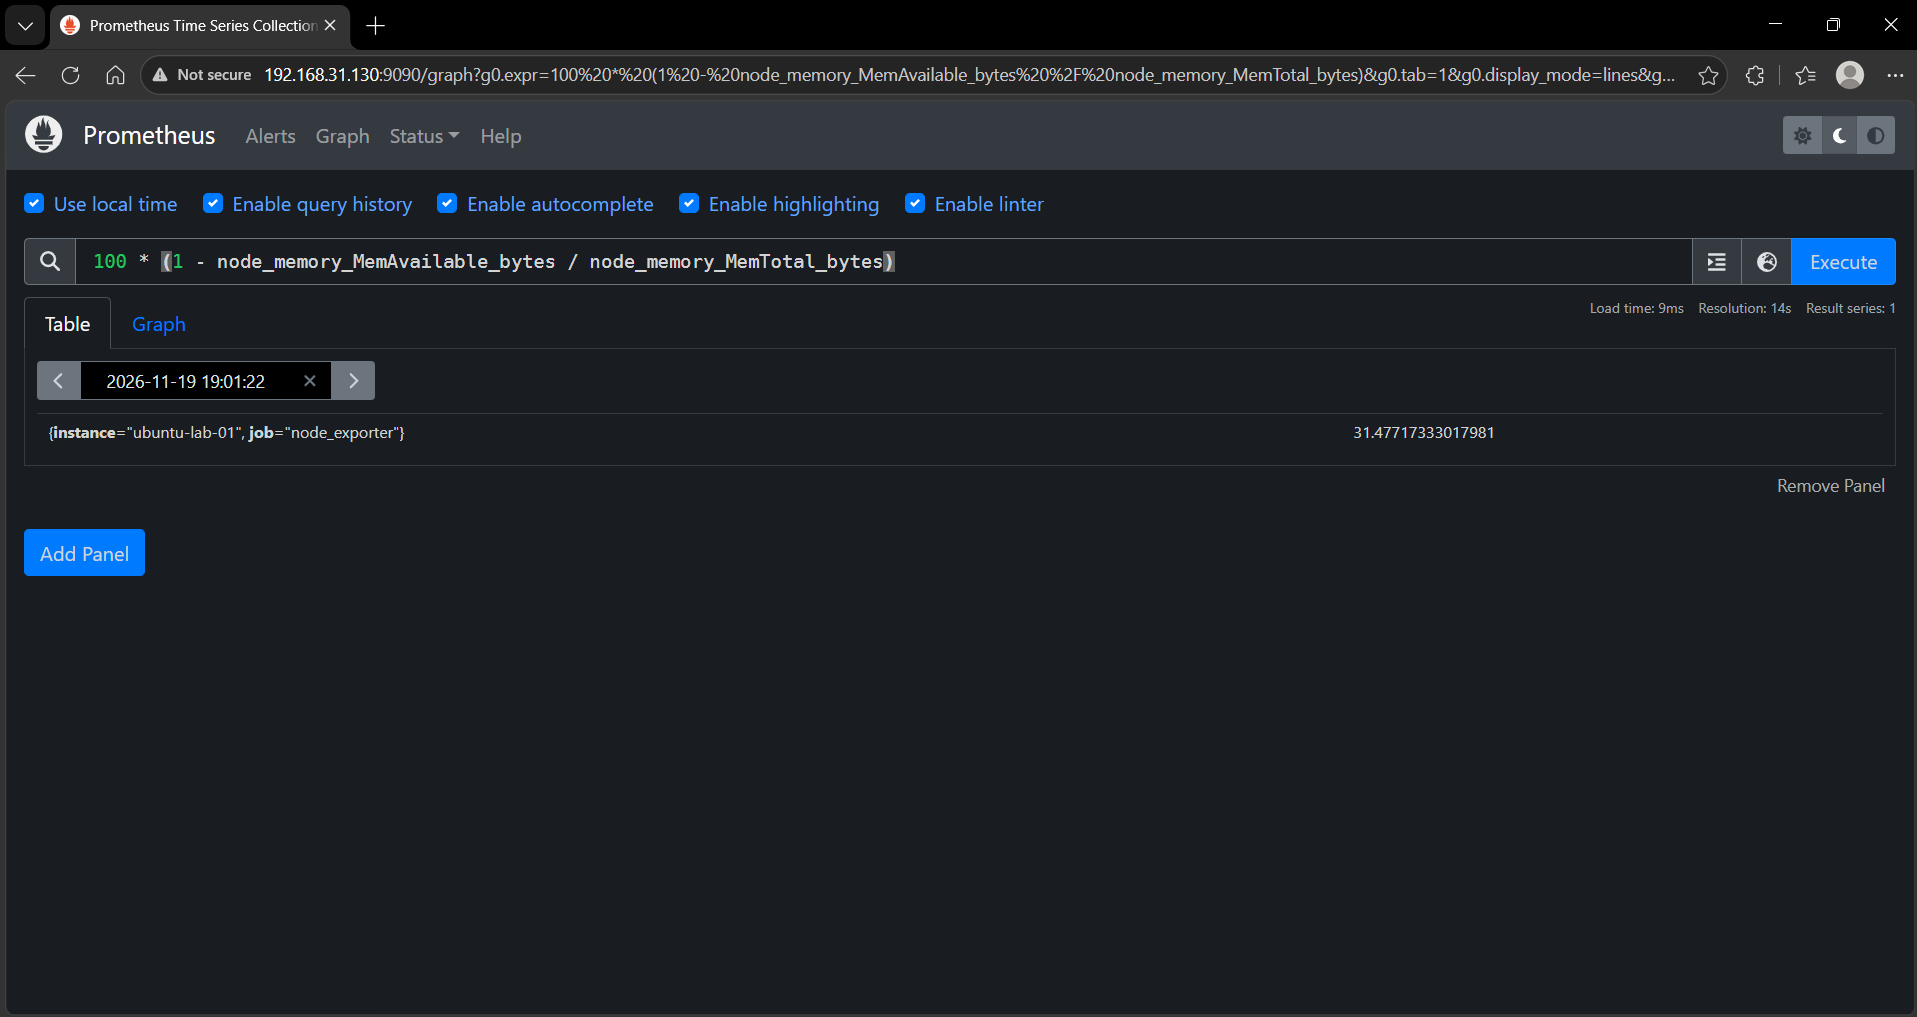 Prometheus Time Series Collection
Not secure 192.168.31.130:9090/graph?g0.expr=100%20*%20(1%20-%20node_memory_MemAvailable_bytes%20%2F%20node_memory_MemTotal_bytes)&g0.tab=1&g0.display_mode=lines&g...
Prometheus Alerts Graph Status Help
Use local time Enable query history Enable autocomplete Enable highlighting Enable linter
100 * (1 - node_memory_MemAvailable_bytes / node_memory_MemTotal_bytes) Execute
Load time: 9ms Resolution: 14s Result series: 1
Table Graph
2026-11-19 19:01:22
{instance="ubuntu-lab-01", job="node_exporter"} 31.47717333017981
Remove Panel
Add Panel